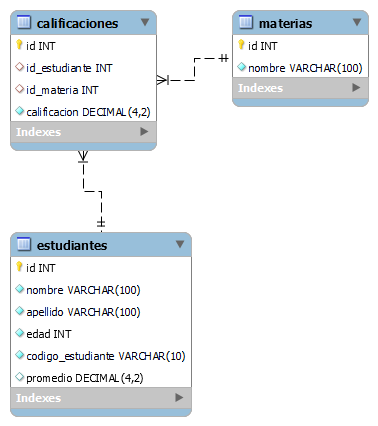 calificaciones
id INT
id_estudiante INT
id_materia INT
calificacion DECIMAL(4,2)
Indexes
materias
id INT
nombre VARCHAR(100)
Indexes
estudiantes
id INT
nombre VARCHAR(100)
apellido VARCHAR(100)
edad INT
codigo_estudiante VARCHAR(10)
promedio DECIMAL(4,2)
Indexes